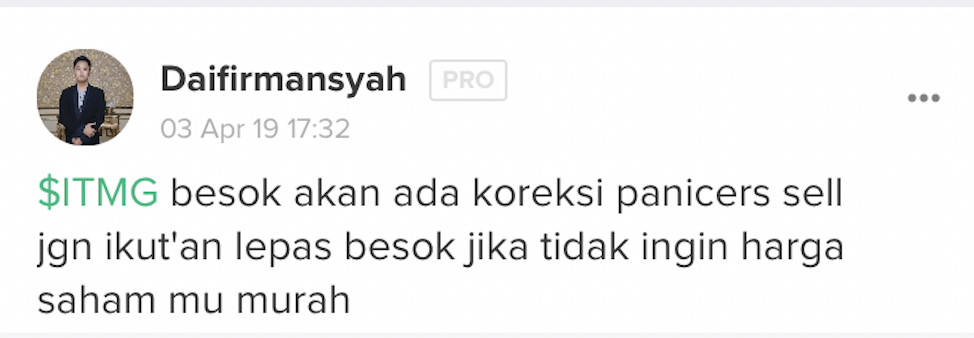 Daifirmansyah PRO
03 Apr 19 17:32
$ITMG besok akan ada koreksi panicers sell
jgn ikut'an lepas besok jika tidak ingin harga
saham mu murah